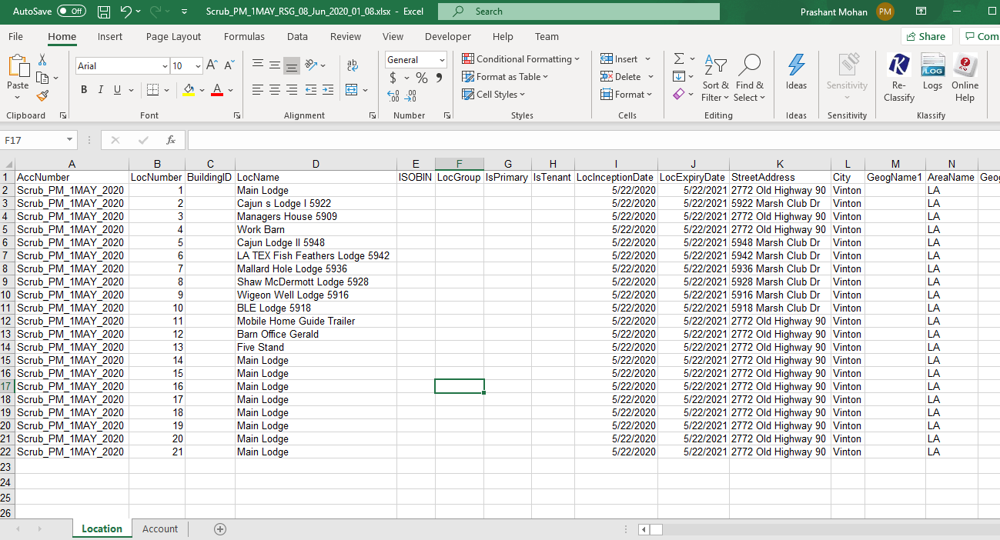 AutoSave Off Scrub_PM_1MAY_RSG_08_Jun_2020_01_08.xlsx - Excel Search Prashant Mohan PM
File Home Insert Page Layout Formulas Data Review View Developer Help Team Share Com
Paste Arial 10 A A ab General Conditional Formatting Insert Σ A Z LOG
B I U A $ % 9 Format as Table Delete Sort & Find & Ideas Sensitivity Re- Logs Online
.00 .00 Cell Styles Format Filter Select Classify Help
Clipboard Font Alignment Number Styles Cells Editing Ideas Sensitivity Klassify
F17 fx
A B C D E F G H I J K L M N
1 AccNumber LocNumber BuildingID LocName ISOBIN LocGroup IsPrimary IsTenant LocInceptionDate LocExpiryDate StreetAddress City GeogName1 AreaName Geog
2 Scrub_PM_1MAY_2020 1 Main Lodge 5/22/2020 5/22/2021 2772 Old Highway 90 Vinton LA
3 Scrub_PM_1MAY_2020 2 Cajun s Lodge I 5922 5/22/2020 5/22/2021 5922 Marsh Club Dr Vinton LA
4 Scrub_PM_1MAY_2020 3 Managers House 5909 5/22/2020 5/22/2021 2772 Old Highway 90 Vinton LA
5 Scrub_PM_1MAY_2020 4 Work Barn 5/22/2020 5/22/2021 2772 Old Highway 90 Vinton LA
6 Scrub_PM_1MAY_2020 5 Cajun Lodge II 5948 5/22/2020 5/22/2021 5948 Marsh Club Dr Vinton LA
7 Scrub_PM_1MAY_2020 6 LA TEX Fish Feathers Lodge 5942 5/22/2020 5/22/2021 5942 Marsh Club Dr Vinton LA
8 Scrub_PM_1MAY_2020 7 Mallard Hole Lodge 5936 5/22/2020 5/22/2021 5936 Marsh Club Dr Vinton LA
9 Scrub_PM_1MAY_2020 8 Shaw McDermott Lodge 5928 5/22/2020 5/22/2021 5928 Marsh Club Dr Vinton LA
10 Scrub_PM_1MAY_2020 9 Wigeon Well Lodge 5916 5/22/2020 5/22/2021 5916 Marsh Club Dr Vinton LA
11 Scrub_PM_1MAY_2020 10 BLE Lodge 5918 5/22/2020 5/22/2021 5918 Marsh Club Dr Vinton LA
12 Scrub_PM_1MAY_2020 11 Mobile Home Guide Trailer 5/22/2020 5/22/2021 2772 Old Highway 90 Vinton LA
13 Scrub_PM_1MAY_2020 12 Barn Office Gerald 5/22/2020 5/22/2021 2772 Old Highway 90 Vinton LA
14 Scrub_PM_1MAY_2020 13 Five Stand 5/22/2020 5/22/2021 2772 Old Highway 90 Vinton LA
15 Scrub_PM_1MAY_2020 14 Main Lodge 5/22/2020 5/22/2021 2772 Old Highway 90 Vinton LA
16 Scrub_PM_1MAY_2020 15 Main Lodge 5/22/2020 5/22/2021 2772 Old Highway 90 Vinton LA
17 Scrub_PM_1MAY_2020 16 Main Lodge 5/22/2020 5/22/2021 2772 Old Highway 90 Vinton LA
18 Scrub_PM_1MAY_2020 17 Main Lodge 5/22/2020 5/22/2021 2772 Old Highway 90 Vinton LA
19 Scrub_PM_1MAY_2020 18 Main Lodge 5/22/2020 5/22/2021 2772 Old Highway 90 Vinton LA
20 Scrub_PM_1MAY_2020 19 Main Lodge 5/22/2020 5/22/2021 2772 Old Highway 90 Vinton LA
21 Scrub_PM_1MAY_2020 20 Main Lodge 5/22/2020 5/22/2021 2772 Old Highway 90 Vinton LA
22 Scrub_PM_1MAY_2020 21 Main Lodge 5/22/2020 5/22/2021 2772 Old Highway 90 Vinton LA
23
24
25
26
Location Account